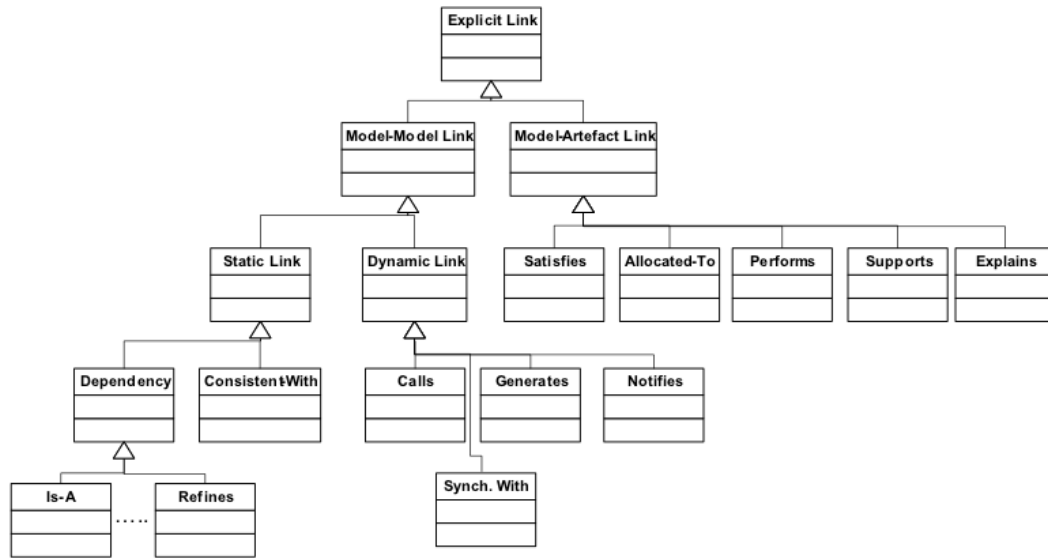 Explicit Link
Model-Model Link
Model-Artefact Link
Static Link
Dynamic Link
Satisfies
Allocated-To
Performs
Supports
Explains
Dependency
Consistent-With
Calls
Generates
Notifies
Is-A
.....
Refines
Synch. With